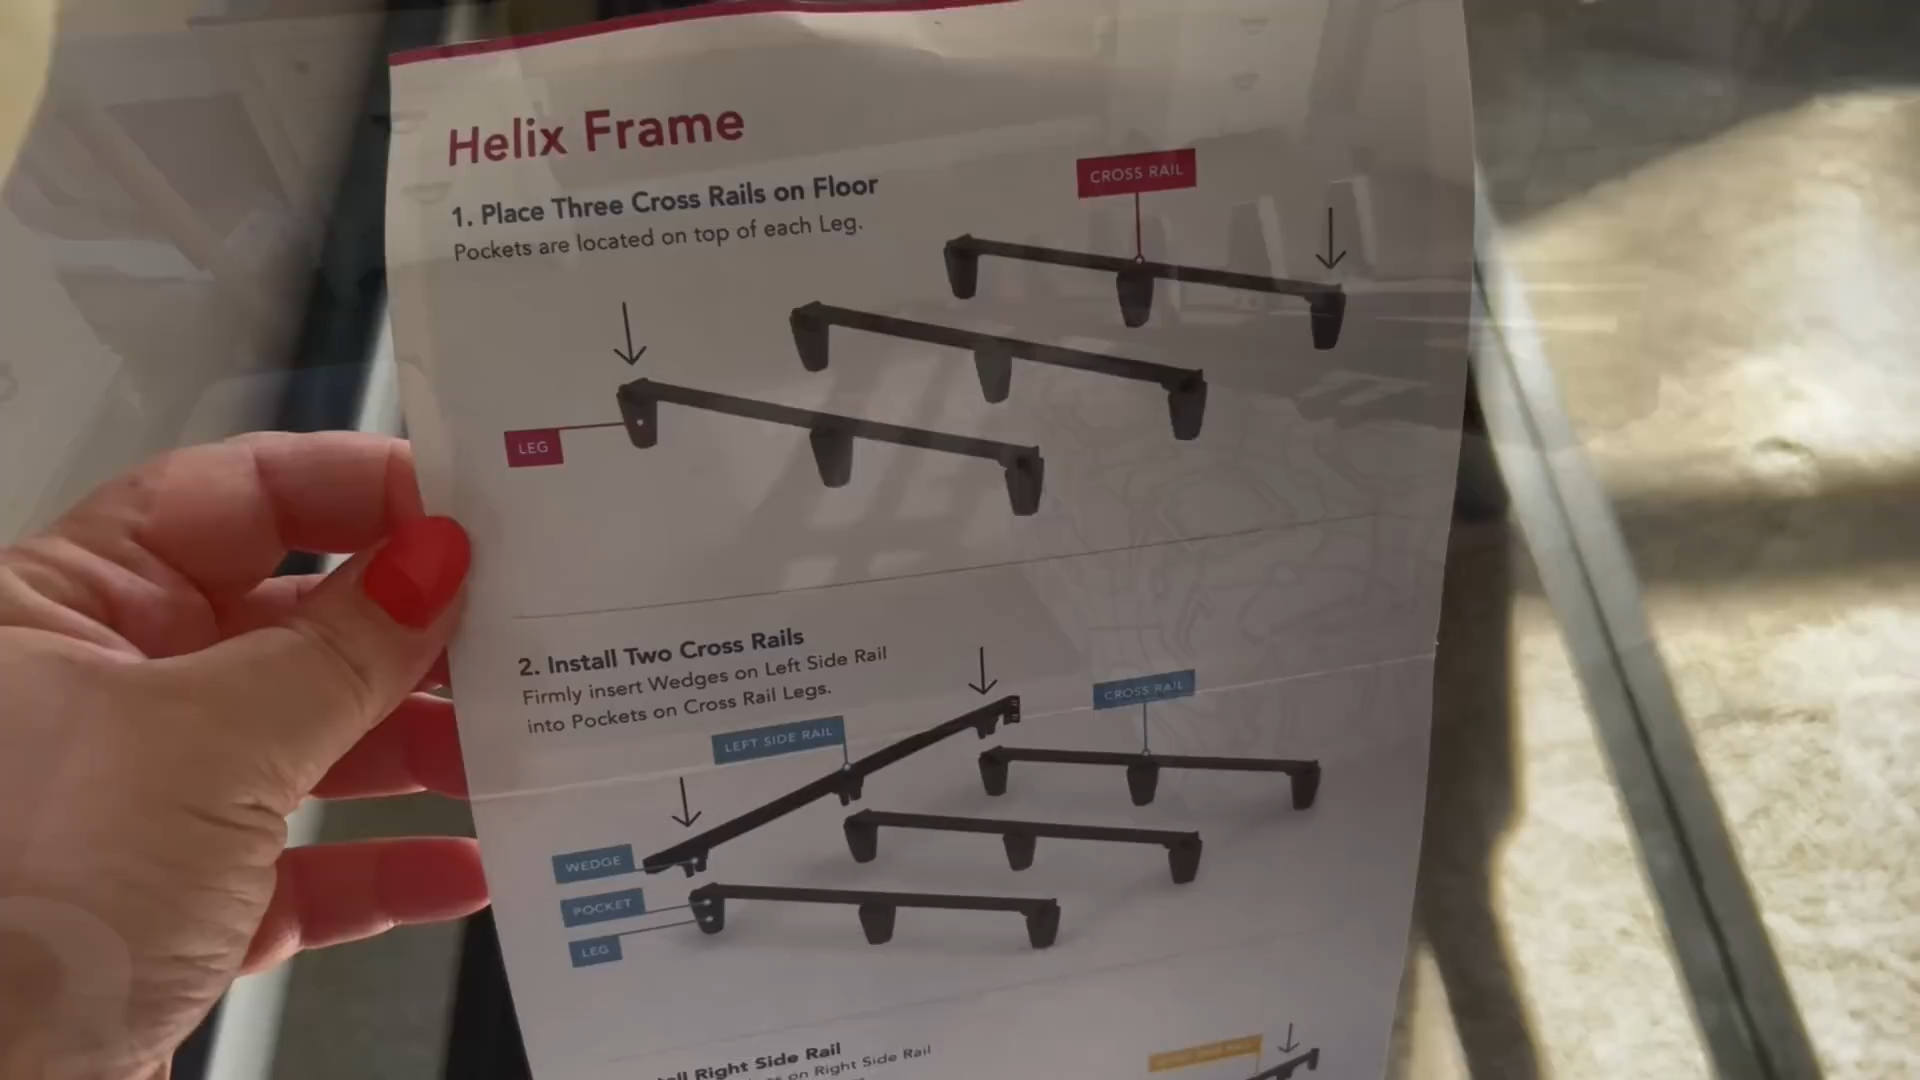 Helix Frame
1. Place Three Cross Rails on Floor
Pockets are located on top of each Leg.
CROSS RAIL
LEG
2. Install Two Cross Rails
Firmly insert Wedges on Left Side Rail
into Pockets on Cross Rail Legs.
LEFT SIDE RAIL
CROSS RAIL
WEDGE
POCKET
LEG
Right Side Rail
on Right Side Rail